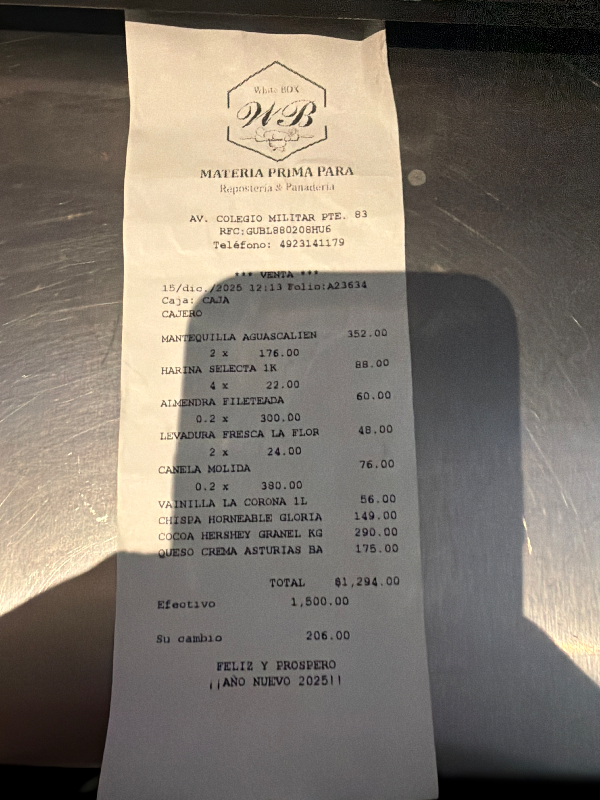 White BOX
WB
MATERIA PRIMA PARA
Repostería & Panadería
AV. COLEGIO MILITAR PTE. 83
RFC:GUBL880208HU6
Teléfono: 4923141179
*** VENTA ***
15/dic./2025 12:13 Folio:A23634
Caja: CAJA
CAJERO
MANTEQUILLA AGUASCALIEN 352.00
2 x 176.00
HARINA SELECTA 1K 88.00
4 x 22.00
ALMENDRA FILETEADA 60.00
0.2 x 300.00
LEVADURA FRESCA LA FLOR 48.00
2 x 24.00
CANELA MOLIDA 76.00
0.2 x 380.00
VAINILLA LA CORONA 1L 56.00
CHISPA HORNEABLE GLORIA 149.00
COCOA HERSHEY GRANEL KG 290.00
QUESO CREMA ASTURIAS BA 175.00
TOTAL $1,294.00
Efectivo 1,500.00
Su cambio 206.00
FELIZ Y PROSPERO
¡¡AÑO NUEVO 2025!!